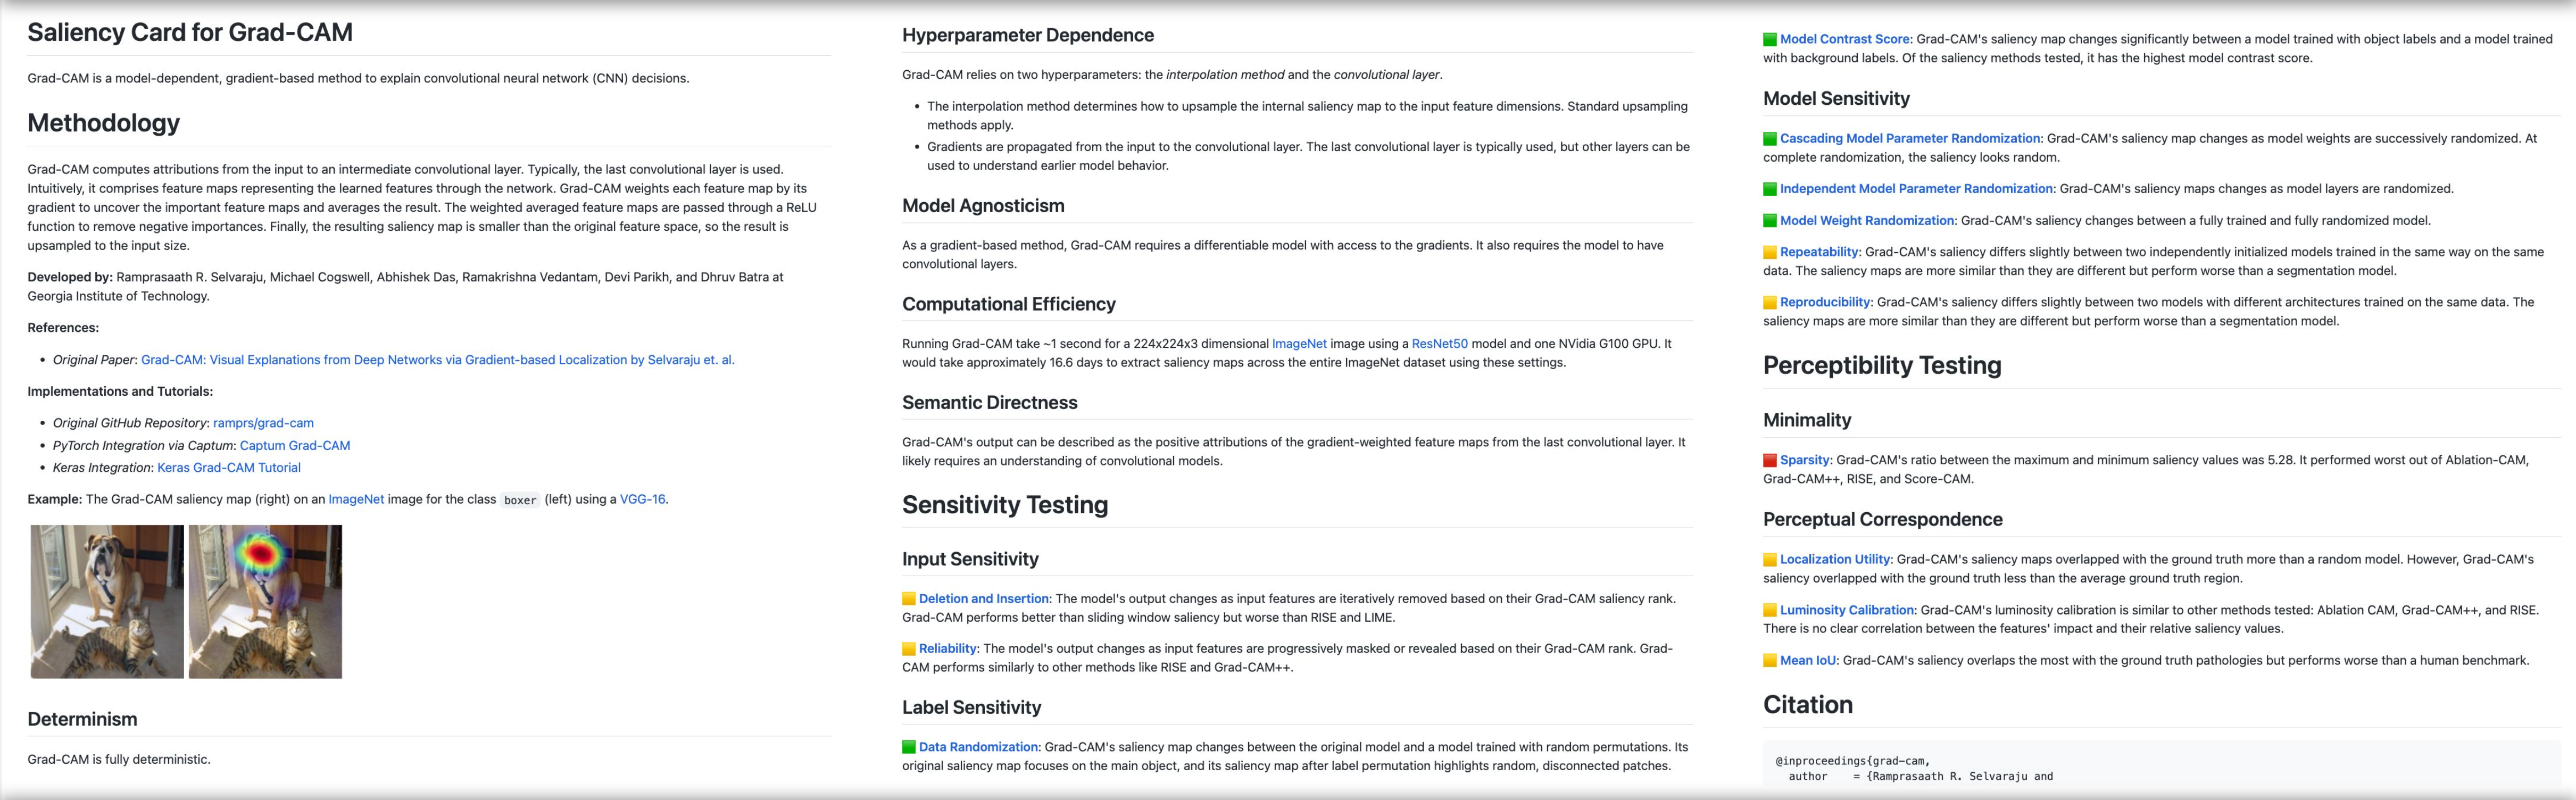 Saliency Card for Grad-CAM
Grad-CAM is a model-dependent, gradient-based method to explain convolutional neural network (CNN) decisions.
Methodology
Grad-CAM computes attributions from the input to an intermediate convolutional layer. Typically, the last convolutional layer is used.
Intuitively, it comprises feature maps representing the learned features through the network. Grad-CAM weights each feature map by its
gradient to uncover the important feature maps and averages the result. The weighted averaged feature maps are passed through a ReLU
function to remove negative importances. Finally, the resulting saliency map is smaller than the original feature space, so the result is
upsampled to the input size.
Developed by: Ramprasaath R. Selvaraju, Michael Cogswell, Abhishek Das, Ramakrishna Vedantam, Devi Parikh, and Dhruv Batra at
Georgia Institute of Technology.
References:
• Original Paper: Grad-CAM: Visual Explanations from Deep Networks via Gradient-based Localization by Selvaraju et. al.
Implementations and Tutorials:
• Original GitHub Repository: ramprs/grad-cam
• PyTorch Integration via Captum: Captum Grad-CAM
• Keras Integration: Keras Grad-CAM Tutorial
Example: The Grad-CAM saliency map (right) on an ImageNet image for the class boxer (left) using a VGG-16.
Determinism
Grad-CAM is fully deterministic.
Hyperparameter Dependence
Grad-CAM relies on two hyperparameters: the interpolation method and the convolutional layer.
• The interpolation method determines how to upsample the internal saliency map to the input feature dimensions. Standard upsampling
methods apply.
• Gradients are propagated from the input to the convolutional layer. The last convolutional layer is typically used, but other layers can be
used to understand earlier model behavior.
Model Agnosticism
As a gradient-based method, Grad-CAM requires a differentiable model with access to the gradients. It also requires the model to have
convolutional layers.
Computational Efficiency
Running Grad-CAM take ~1 second for a 224x224x3 dimensional ImageNet image using a ResNet50 model and one NVidia G100 GPU. It
would take approximately 16.6 days to extract saliency maps across the entire ImageNet dataset using these settings.
Semantic Directness
Grad-CAM's output can be described as the positive attributions of the gradient-weighted feature maps from the last convolutional layer. It
likely requires an understanding of convolutional models.
Sensitivity Testing
Input Sensitivity
Deletion and Insertion: The model's output changes as input features are iteratively removed based on their Grad-CAM saliency rank.
Grad-CAM performs better than sliding window saliency but worse than RISE and LIME.
Reliability: The model's output changes as input features are progressively masked or revealed based on their Grad-CAM rank. Grad-
CAM performs similarly to other methods like RISE and Grad-CAM++.
Label Sensitivity
Data Randomization: Grad-CAM's saliency map changes between the original model and a model trained with random permutations. Its
original saliency map focuses on the main object, and its saliency map after label permutation highlights random, disconnected patches.
Model Contrast Score: Grad-CAM's saliency map changes significantly between a model trained with object labels and a model trained
with background labels. Of the saliency methods tested, it has the highest model contrast score.
Model Sensitivity
Cascading Model Parameter Randomization: Grad-CAM's saliency map changes as model weights are successively randomized. At
complete randomization, the saliency looks random.
Independent Model Parameter Randomization: Grad-CAM's saliency maps changes as model layers are randomized.
Model Weight Randomization: Grad-CAM's saliency changes between a fully trained and fully randomized model.
Repeatability: Grad-CAM's saliency differs slightly between two independently initialized models trained in the same way on the same
data. The saliency maps are more similar than they are different but perform worse than a segmentation model.
Reproducibility: Grad-CAM's saliency differs slightly between two models with different architectures trained on the same data. The
saliency maps are more similar than they are different but perform worse than a segmentation model.
Perceptibility Testing
Minimality
Sparsity: Grad-CAM's ratio between the maximum and minimum saliency values was 5.28. It performed worst out of Ablation-CAM,
Grad-CAM++, RISE, and Score-CAM.
Perceptual Correspondence
Localization Utility: Grad-CAM's saliency maps overlapped with the ground truth more than a random model. However, Grad-CAM's
saliency overlapped with the ground truth less than the average ground truth region.
Luminosity Calibration: Grad-CAM's luminosity calibration is similar to other methods tested: Ablation CAM, Grad-CAM++, and RISE.
There is no clear correlation between the features' impact and their relative saliency values.
Mean IoU: Grad-CAM's saliency overlaps the most with the ground truth pathologies but performs worse than a human benchmark.
Citation
@inproceedings{grad-cam,
author = {Ramprasaath R. Selvaraju and